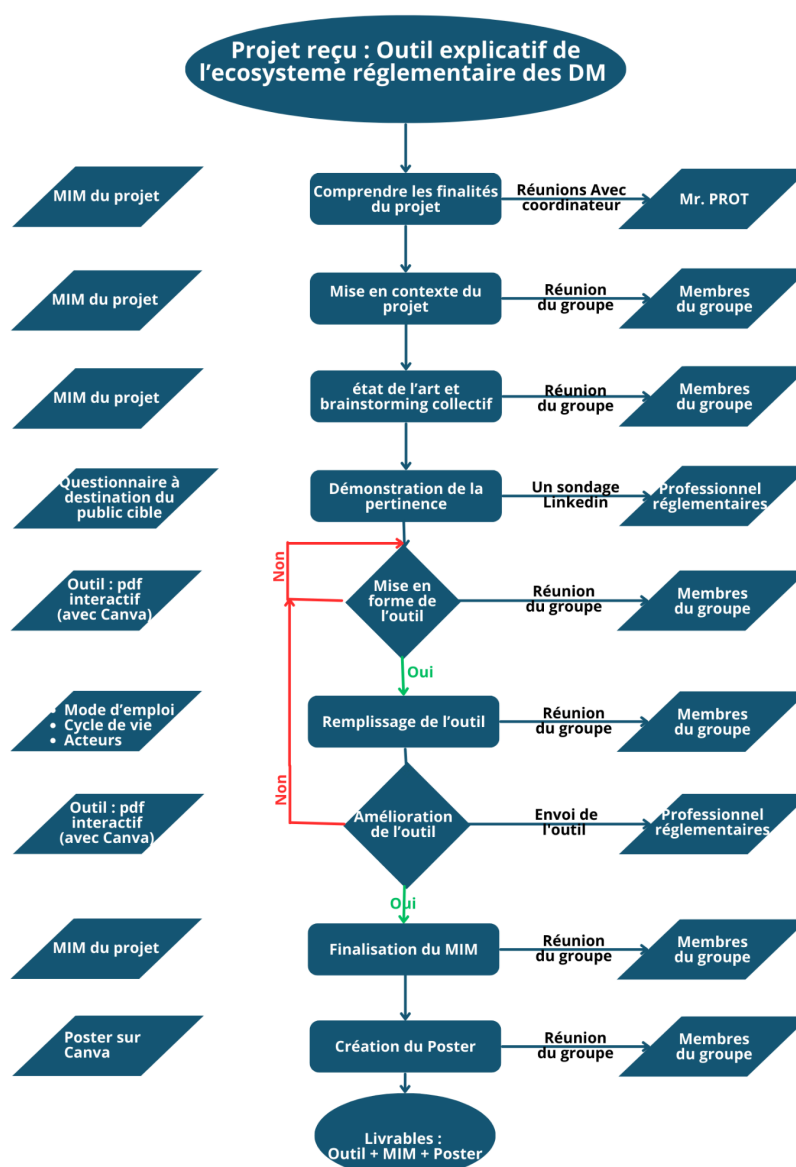 Projet reçu : Outil explicatif de
l'ecosysteme réglementaire des DM
MIM du projet
Comprendre les finalités
du projet
Réunions Avec
coordinateur
Mr. PROT
MIM du projet
Mise en contexte du
projet
Réunion
du groupe
Membres
du groupe
MIM du projet
état de l'art et
brainstorming collectif
Réunion
du groupe
Membres
du groupe
Questionnaire à
destination du
public cible
Démonstration de la
pertinence
Un sondage
Linkedin
Professionnel
réglementaires
Non
Outil : pdf
interactif
(avec Canva)
Mise en
forme de
l'outil
Réunion
du groupe
Membres
du groupe
Oui
• Mode d'emploi
• Cycle de vie
• Acteurs
Remplissage de l'outil
Réunion
du groupe
Membres
du groupe
Non
Outil : pdf
interactif
(avec Canva)
Amélioration
de l'outil
Envoi de
l'outil
Professionnel
réglementaires
Oui
MIM du projet
Finalisation du MIM
Réunion
du groupe
Membres
du groupe
Poster sur
Canva
Création du Poster
Réunion
du groupe
Membres
du groupe
Livrables :
Outil + MIM + Poster